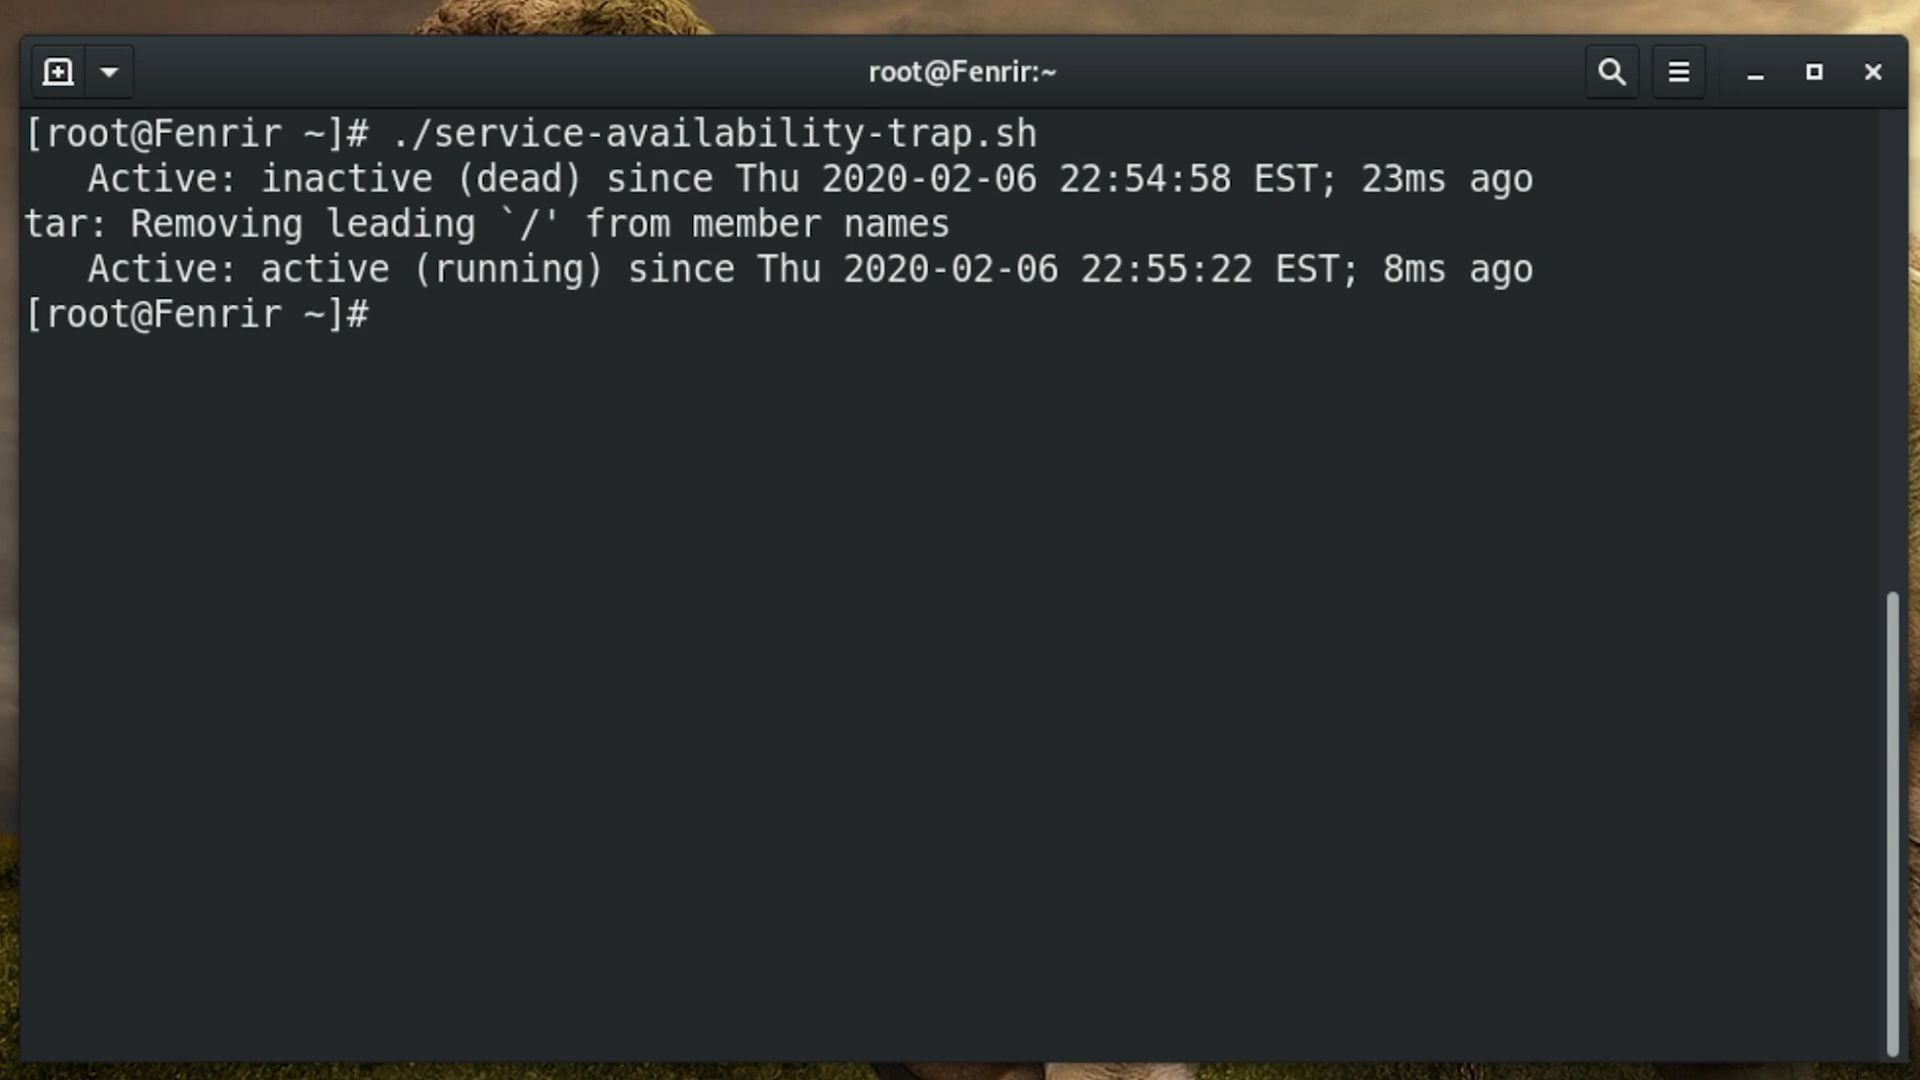 root@Fenrir:~
[root@Fenrir ~]# ./service-availability-trap.sh
   Active: inactive (dead) since Thu 2020-02-06 22:54:58 EST; 23ms ago
tar: Removing leading `/' from member names
   Active: active (running) since Thu 2020-02-06 22:55:22 EST; 8ms ago
[root@Fenrir ~]#